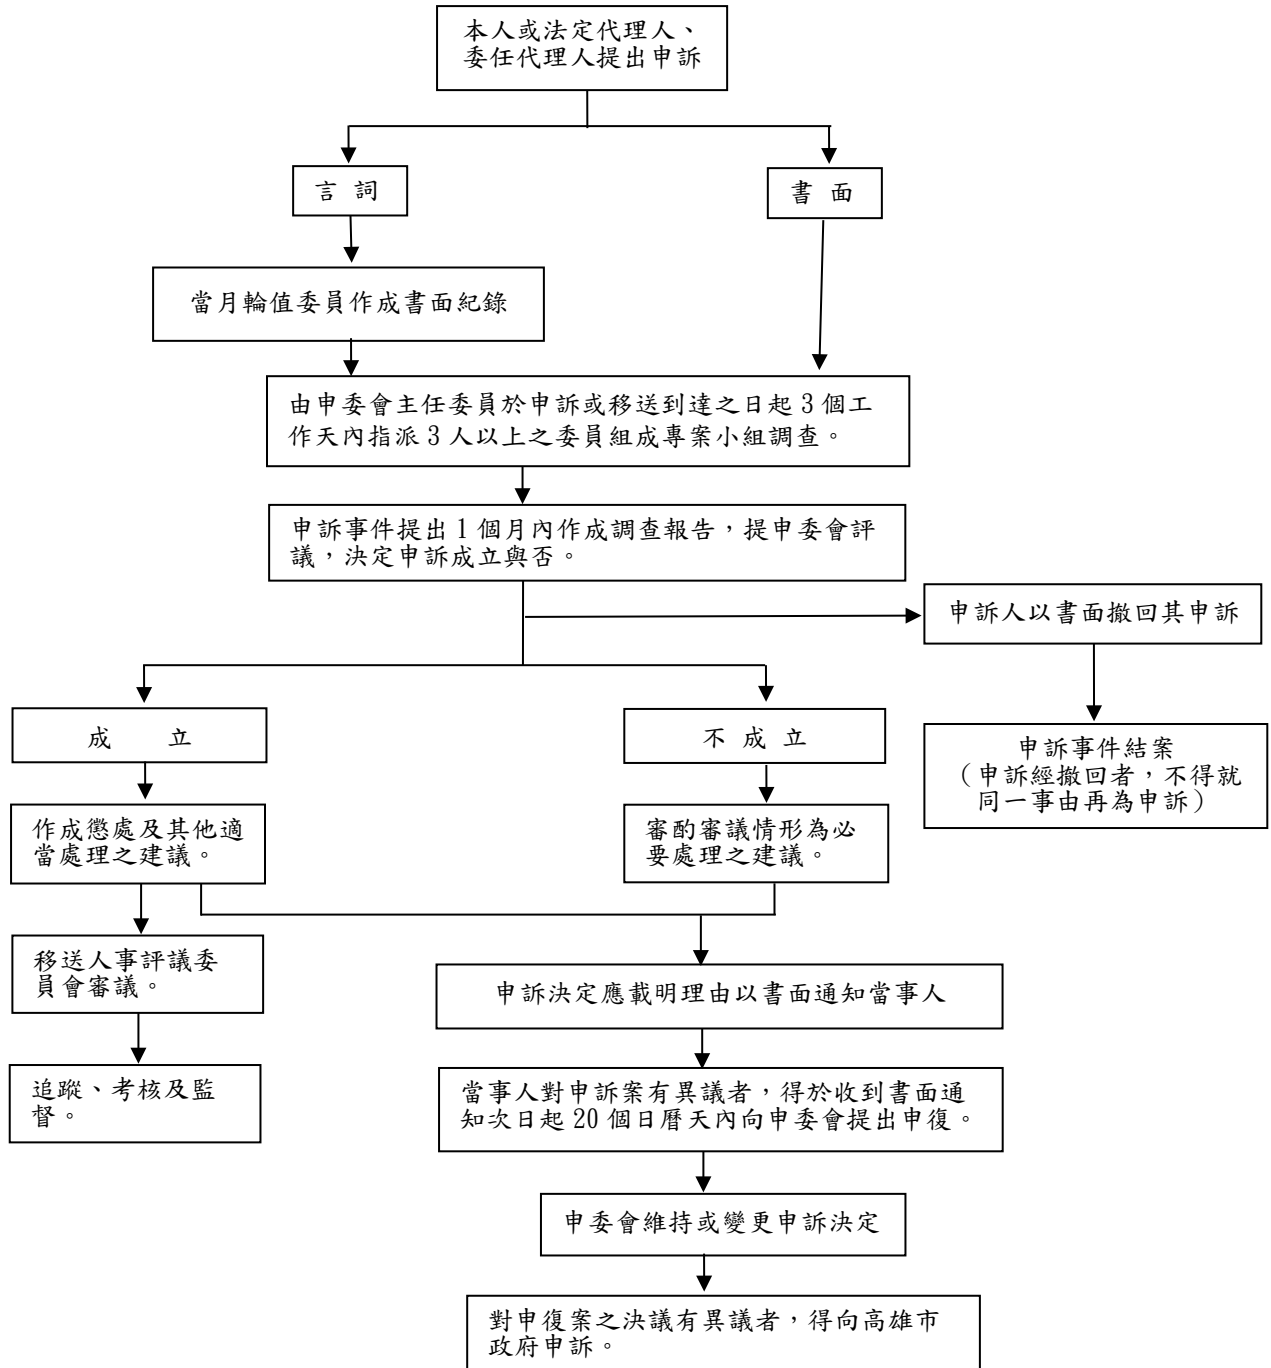 本人或法定代理人、
委任代理人提出申訴
言 詞
書 面
當月輪值委員作成書面紀錄
由申委會主任委員於申訴或移送到達之日起 3 個工
作天內指派 3 人以上之委員組成專案小組調查。
申訴事件提出 1 個月內作成調查報告，提申委會評
議，決定申訴成立與否。
申訴人以書面撤回其申訴
成 立
不 成 立
申訴事件結案
（申訴經撤回者，不得就
同一事由再為申訴）
作成懲處及其他適
當處理之建議。
審酌審議情形為必
要處理之建議。
移送人事評議委
員會審議。
申訴決定應載明理由以書面通知當事人
追蹤、考核及監
督。
當事人對申訴案有異議者，得於收到書面通
知次日起 20 個日曆天內向申委會提出申復。
申委會維持或變更申訴決定
對申復案之決議有異議者，得向高雄市
政府申訴。